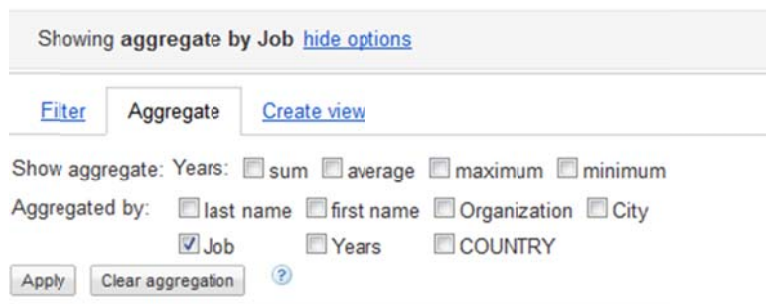 Showing aggregate by Job hide options
Filter Aggregate Create view
Show aggregate: Years: sum average maximum minimum
Aggregated by: last name first name Organization City
Job Years COUNTRY
Apply Clear aggregation ?